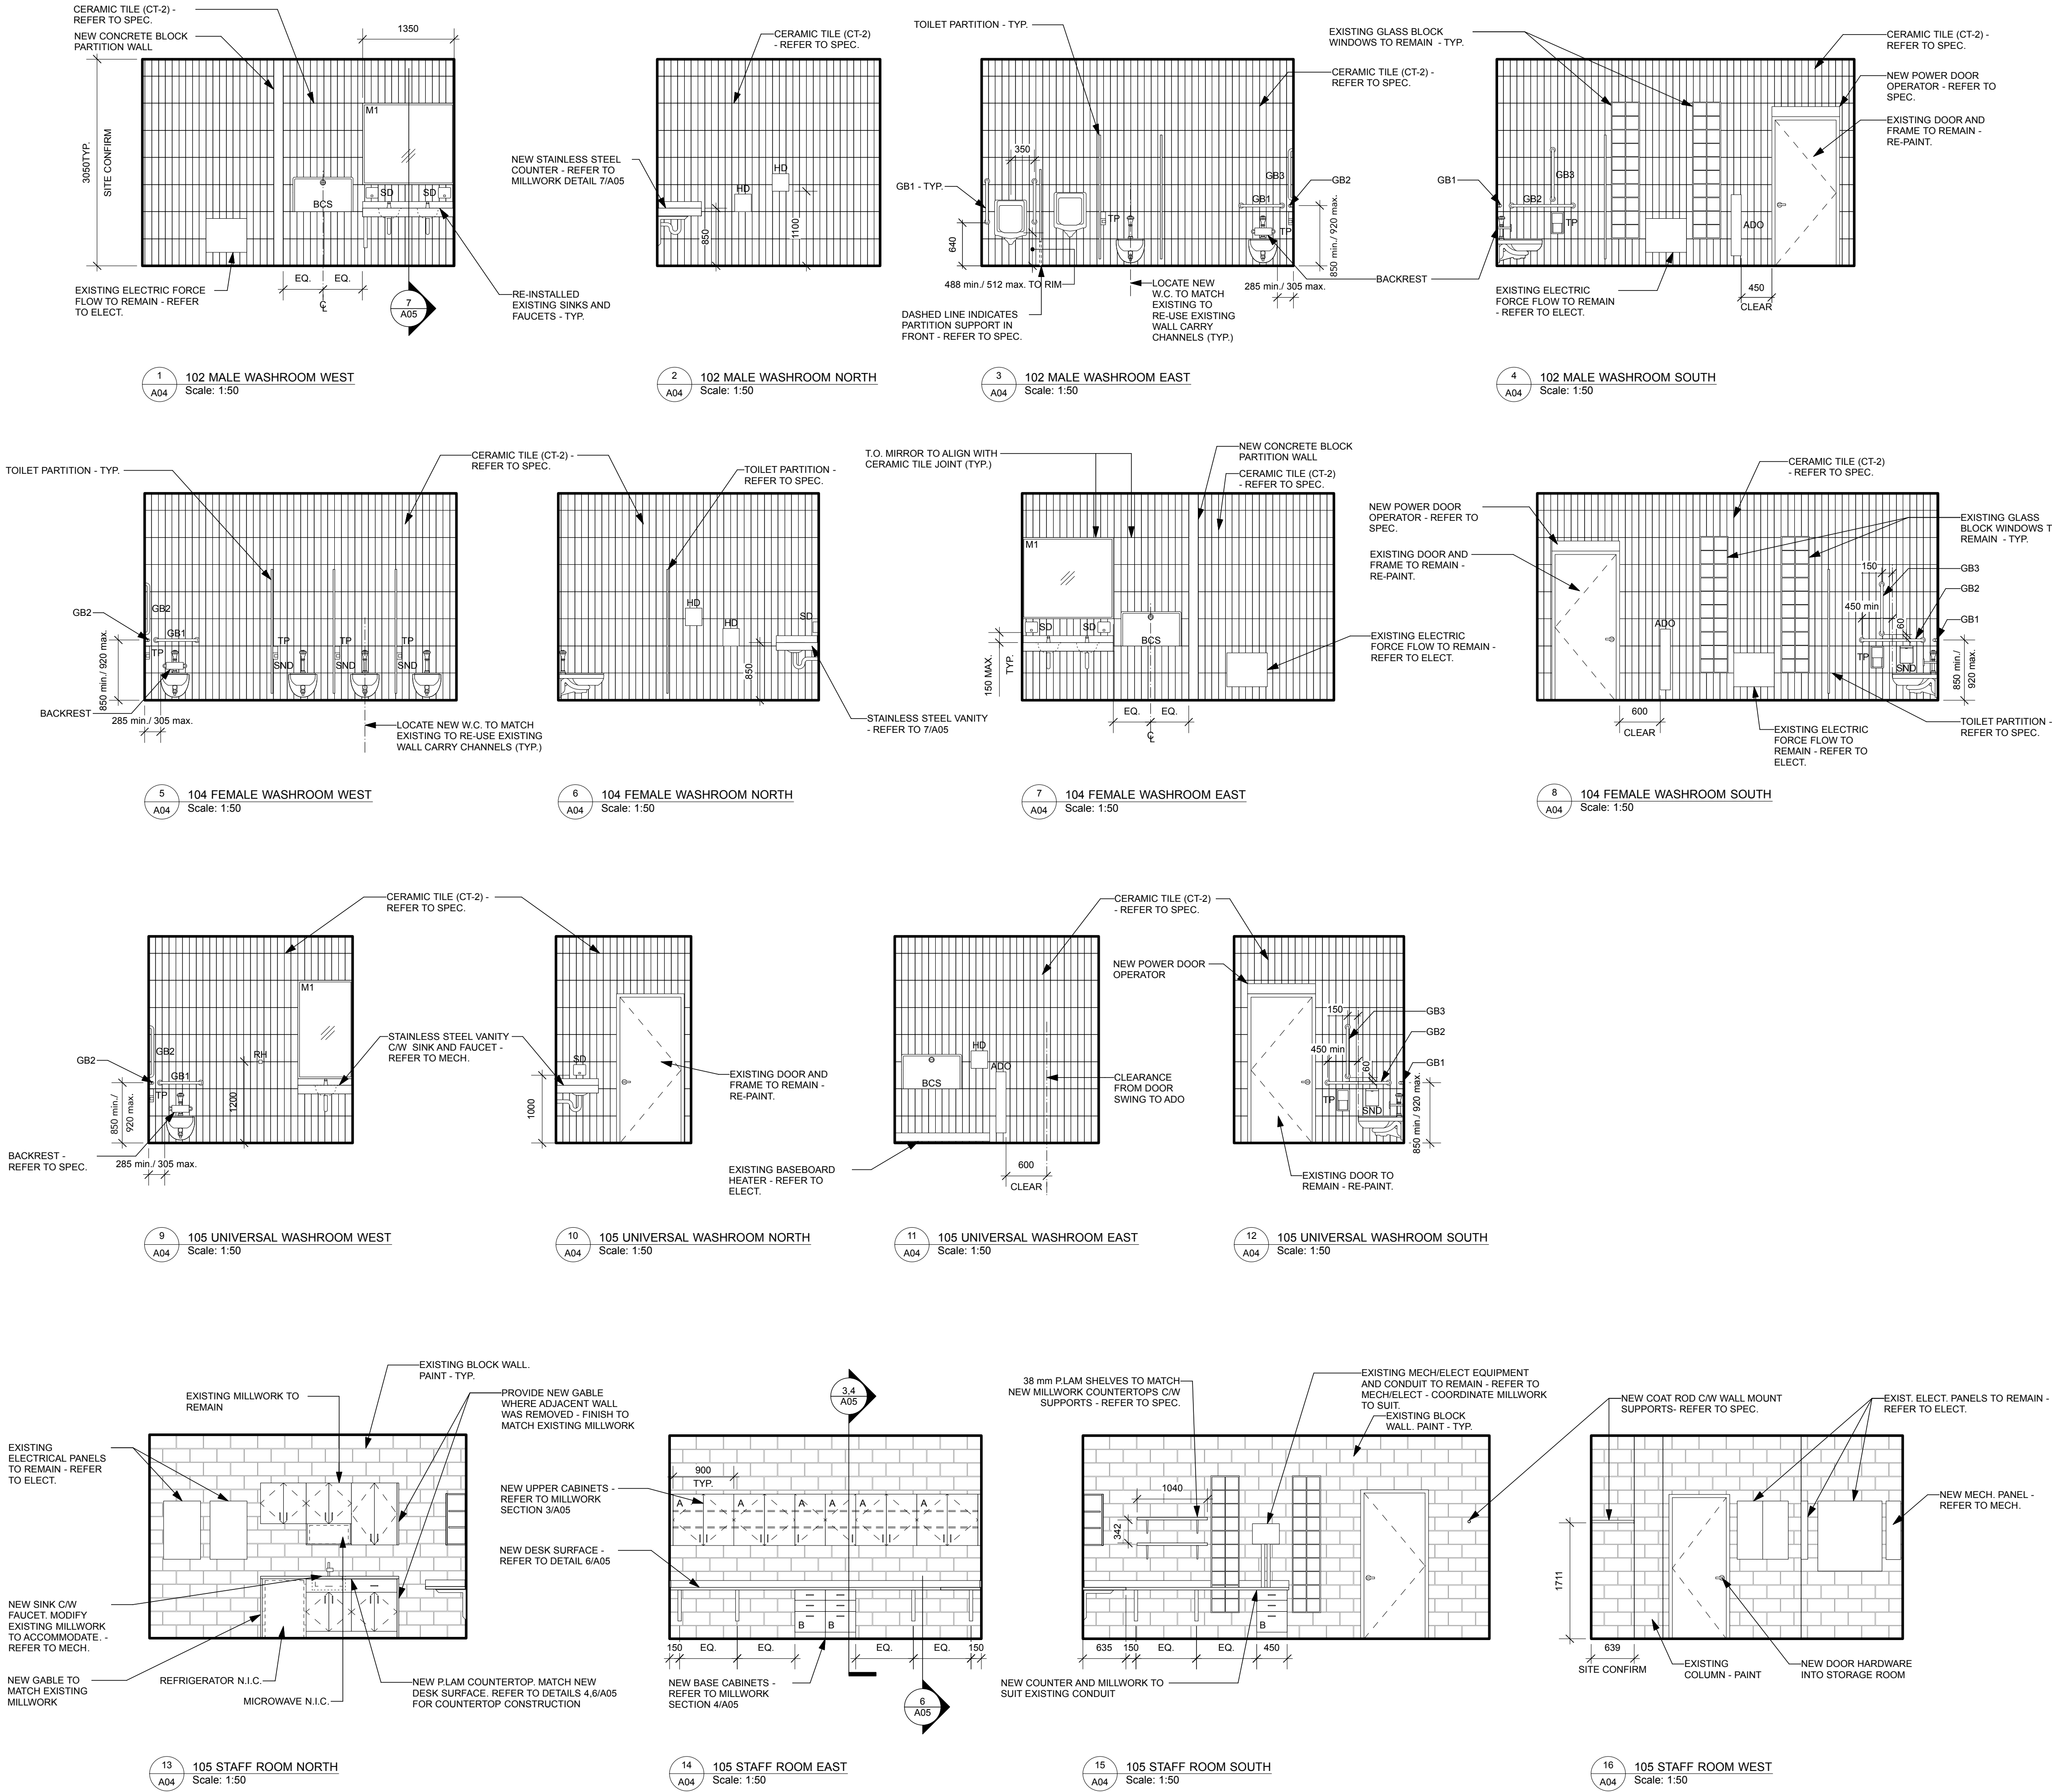 CERAMIC TILE (CT-2) -
REFER TO SPEC.
NEW CONCRETE BLOCK
PARTITION WALL
1350
3050TYP.
SITE CONFIRM
M1
SD
SD
BCS
EQ.
EQ.
EXISTING ELECTRIC FORCE
FLOW TO REMAIN - REFER
TO ELECT.
7
A05
RE-INSTALLED
EXISTING SINKS AND
FAUCETS - TYP.
1
A04
102 MALE WASHROOM WEST
Scale: 1:50
CERAMIC TILE (CT-2)
- REFER TO SPEC.
NEW STAINLESS STEEL
COUNTER - REFER TO
MILLWORK DETAIL 7/A05
HD
HD
850
1100
2
A04
102 MALE WASHROOM NORTH
Scale: 1:50
TOILET PARTITION - TYP.
CERAMIC TILE (CT-2) -
REFER TO SPEC.
350
GB1 - TYP.
GB3
GB2
GB1
TP
TP
640
850 min./ 920 max.
BACKREST
488 min./ 512 max. TO RIM
285 min./ 305 max.
DASHED LINE INDICATES
PARTITION SUPPORT IN
FRONT - REFER TO SPEC.
LOCATE NEW
W.C. TO MATCH
EXISTING TO
RE-USE EXISTING
WALL CARRY
CHANNELS (TYP.)
3
A04
102 MALE WASHROOM EAST
Scale: 1:50
EXISTING GLASS BLOCK
WINDOWS TO REMAIN - TYP.
CERAMIC TILE (CT-2) -
REFER TO SPEC.
NEW POWER DOOR
OPERATOR - REFER TO
SPEC.
EXISTING DOOR AND
FRAME TO REMAIN -
RE-PAINT.
GB1
GB3
GB2
TP
ADO
EXISTING ELECTRIC
FORCE FLOW TO REMAIN
- REFER TO ELECT.
450
CLEAR
4
A04
102 MALE WASHROOM SOUTH
Scale: 1:50
TOILET PARTITION - TYP.
CERAMIC TILE (CT-2) -
REFER TO SPEC.
GB2
GB2
GB1
TP
TP
TP
TP
SND
SND
SND
850 min./ 920 max.
BACKREST
285 min./ 305 max.
LOCATE NEW W.C. TO MATCH
EXISTING TO RE-USE EXISTING
WALL CARRY CHANNELS (TYP.)
5
A04
104 FEMALE WASHROOM WEST
Scale: 1:50
TOILET PARTITION -
REFER TO SPEC.
HD
HD
SD
850
STAINLESS STEEL VANITY
- REFER TO 7/A05
6
A04
104 FEMALE WASHROOM NORTH
Scale: 1:50
T.O. MIRROR TO ALIGN WITH
CERAMIC TILE JOINT (TYP.)
NEW CONCRETE BLOCK
PARTITION WALL
CERAMIC TILE (CT-2)
- REFER TO SPEC.
M1
SD
SD
BCS
150 MAX.
TYP.
EQ.
EQ.
EXISTING ELECTRIC
FORCE FLOW TO REMAIN -
REFER TO ELECT.
7
A04
104 FEMALE WASHROOM EAST
Scale: 1:50
CERAMIC TILE (CT-2)
- REFER TO SPEC.
NEW POWER DOOR
OPERATOR - REFER TO
SPEC.
EXISTING DOOR AND
FRAME TO REMAIN -
RE-PAINT.
EXISTING GLASS
BLOCK WINDOWS T
REMAIN - TYP.
150
GB3
GB2
450 min
60
GB1
ADO
TP
SND
850 min./
920 max.
600
CLEAR
EXISTING ELECTRIC
FORCE FLOW TO
REMAIN - REFER TO
ELECT.
TOILET PARTITION -
REFER TO SPEC.
8
A04
104 FEMALE WASHROOM SOUTH
Scale: 1:50
CERAMIC TILE (CT-2) -
REFER TO SPEC.
M1
GB2
GB2
GB1
RH
TP
850 min./
920 max.
1200
STAINLESS STEEL VANITY
C/W SINK AND FAUCET -
REFER TO MECH.
BACKREST -
REFER TO SPEC.
285 min./ 305 max.
9
A04
105 UNIVERSAL WASHROOM WEST
Scale: 1:50
SD
1000
EXISTING DOOR AND
FRAME TO REMAIN -
RE-PAINT.
10
A04
105 UNIVERSAL WASHROOM NORTH
Scale: 1:50
CERAMIC TILE (CT-2)
- REFER TO SPEC.
HD
ADO
BCS
CLEARANCE
FROM DOOR
SWING TO ADO
EXISTING BASEBOARD
HEATER - REFER TO
ELECT.
600
CLEAR
11
A04
105 UNIVERSAL WASHROOM EAST
Scale: 1:50
NEW POWER DOOR
OPERATOR
150
GB3
GB2
450 min
60
GB1
TP
SND
850 min./ 920 max.
EXISTING DOOR TO
REMAIN - RE-PAINT.
12
A04
105 UNIVERSAL WASHROOM SOUTH
Scale: 1:50
EXISTING BLOCK WALL.
PAINT - TYP.
EXISTING MILLWORK TO
REMAIN
PROVIDE NEW GABLE
WHERE ADJACENT WALL
WAS REMOVED - FINISH TO
MATCH EXISTING MILLWORK
EXISTING
ELECTRICAL PANELS
TO REMAIN - REFER
TO ELECT.
NEW SINK C/W
FAUCET. MODIFY
EXISTING MILLWORK
TO ACCOMMODATE. -
REFER TO MECH.
NEW GABLE TO
MATCH EXISTING
MILLWORK
REFRIGERATOR N.I.C.
MICROWAVE N.I.C.
NEW P.LAM COUNTERTOP. MATCH NEW
DESK SURFACE. REFER TO DETAILS 4,6/A05
FOR COUNTERTOP CONSTRUCTION
13
A04
105 STAFF ROOM NORTH
Scale: 1:50
3,4
A05
900
TYP.
NEW UPPER CABINETS -
REFER TO MILLWORK
SECTION 3/A05
A
A
A
A
A
A
NEW DESK SURFACE -
REFER TO DETAIL 6/A05
B
B
150
EQ.
EQ.
EQ.
EQ.
150
NEW BASE CABINETS -
REFER TO MILLWORK
SECTION 4/A05
6
A05
14
A04
105 STAFF ROOM EAST
Scale: 1:50
38 mm P.LAM SHELVES TO MATCH
NEW MILLWORK COUNTERTOPS C/W
SUPPORTS - REFER TO SPEC.
EXISTING MECH/ELECT EQUIPMENT
AND CONDUIT TO REMAIN - REFER TO
MECH/ELECT - COORDINATE MILLWORK
TO SUIT.
EXISTING BLOCK
WALL. PAINT - TYP.
1040
342
B
635
150
EQ.
EQ.
450
NEW COUNTER AND MILLWORK TO
SUIT EXISTING CONDUIT
15
A04
105 STAFF ROOM SOUTH
Scale: 1:50
NEW COAT ROD C/W WALL MOUNT
SUPPORTS- REFER TO SPEC.
EXIST. ELECT. PANELS TO REMAIN -
REFER TO ELECT.
NEW MECH. PANEL -
REFER TO MECH.
1711
639
SITE CONFIRM
EXISTING
COLUMN - PAINT
NEW DOOR HARDWARE
INTO STORAGE ROOM
16
A04
105 STAFF ROOM WEST
Scale: 1:50